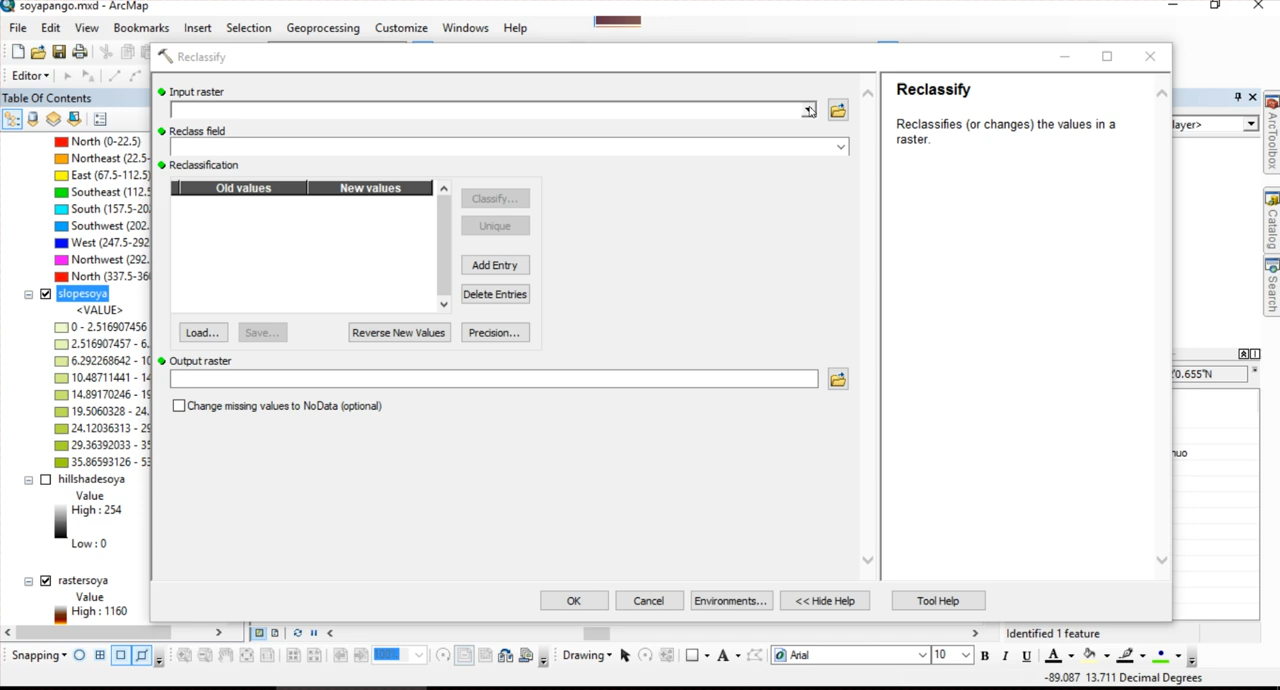 soyapango.mxd - ArcMap
File Edit View Bookmarks Insert Selection Geoprocessing Customize Windows Help
Reclassify
Editor
Table Of Contents
North (0-22.5)
Northeast (22.5-
East (67.5-112.5)
Southeast (112.5
South (157.5-20
Southwest (202.
West (247.5-292
Northwest (292.
North (337.5-36
slopesoya
<VALUE>
0 - 2.516907456
2.516907457 - 6.
6.292268642 - 10
10.48711441 - 14
14.89170246 - 19
19.5060328 - 24.
24.12036313 - 29
29.36392033 - 35
35.86593126 - 53
hillshadesoya
Value
High : 254
Low : 0
rastersoya
Value
High : 1160
Input raster
Reclass field
Reclassification
Old values New values
Classify...
Unique
Add Entry
Delete Entries
Load... Save... Reverse New Values Precision...
Output raster
Change missing values to NoData (optional)
OK Cancel Environments... << Hide Help Tool Help
Reclassify
Reclassifies (or changes) the values in a
raster.
layer>
ArcToolbox
Catalog
Search
0.655"N
nuo
Identified 1 feature
Snapping 100% Drawing A Arial 10 B I U A
-89.087 13.711 Decimal Degrees